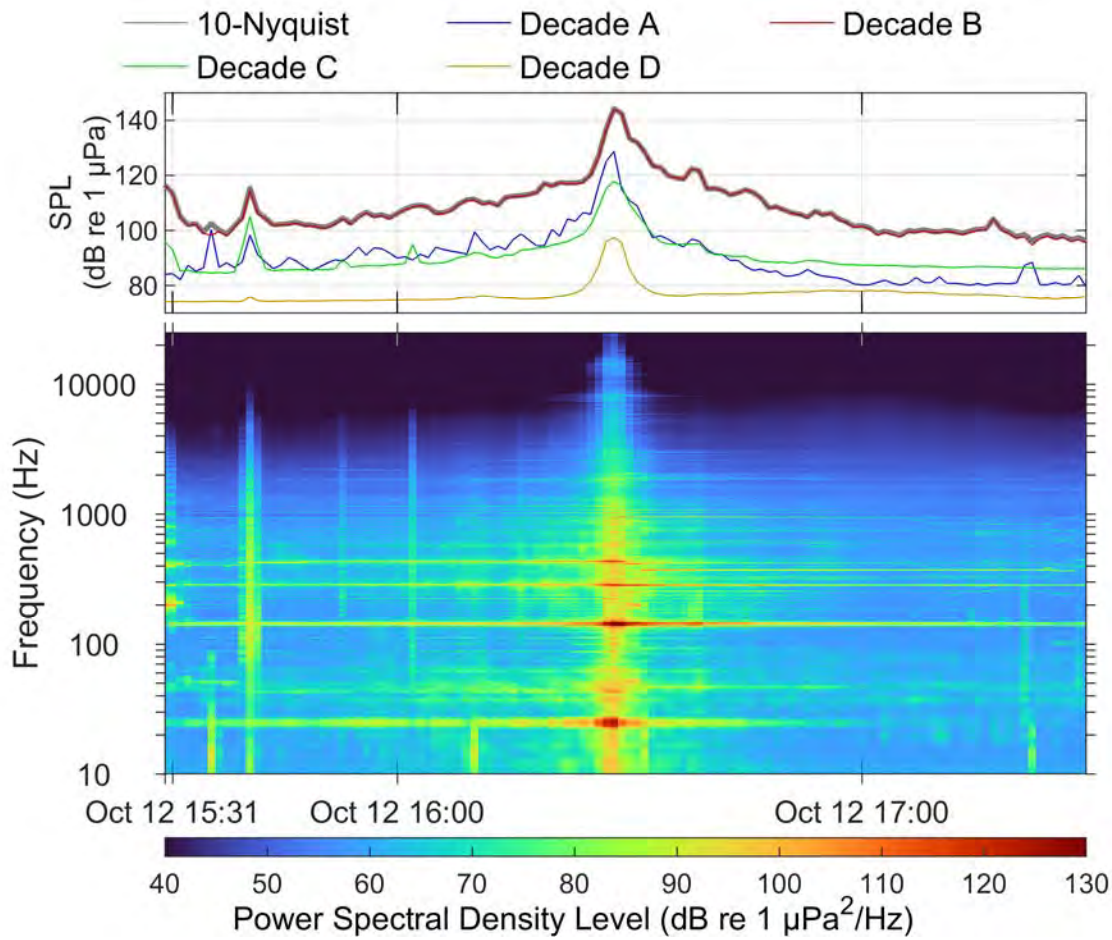 10-Nyquist Decade A Decade B
Decade C Decade D
140
120
100
80
SPL
(dB re 1 µPa)
10000
1000
100
10
Frequency (Hz)
Oct 12 15:31 Oct 12 16:00 Oct 12 17:00
40 50 60 70 80 90 100 110 120 130
Power Spectral Density Level (dB re 1 µPa²/Hz)